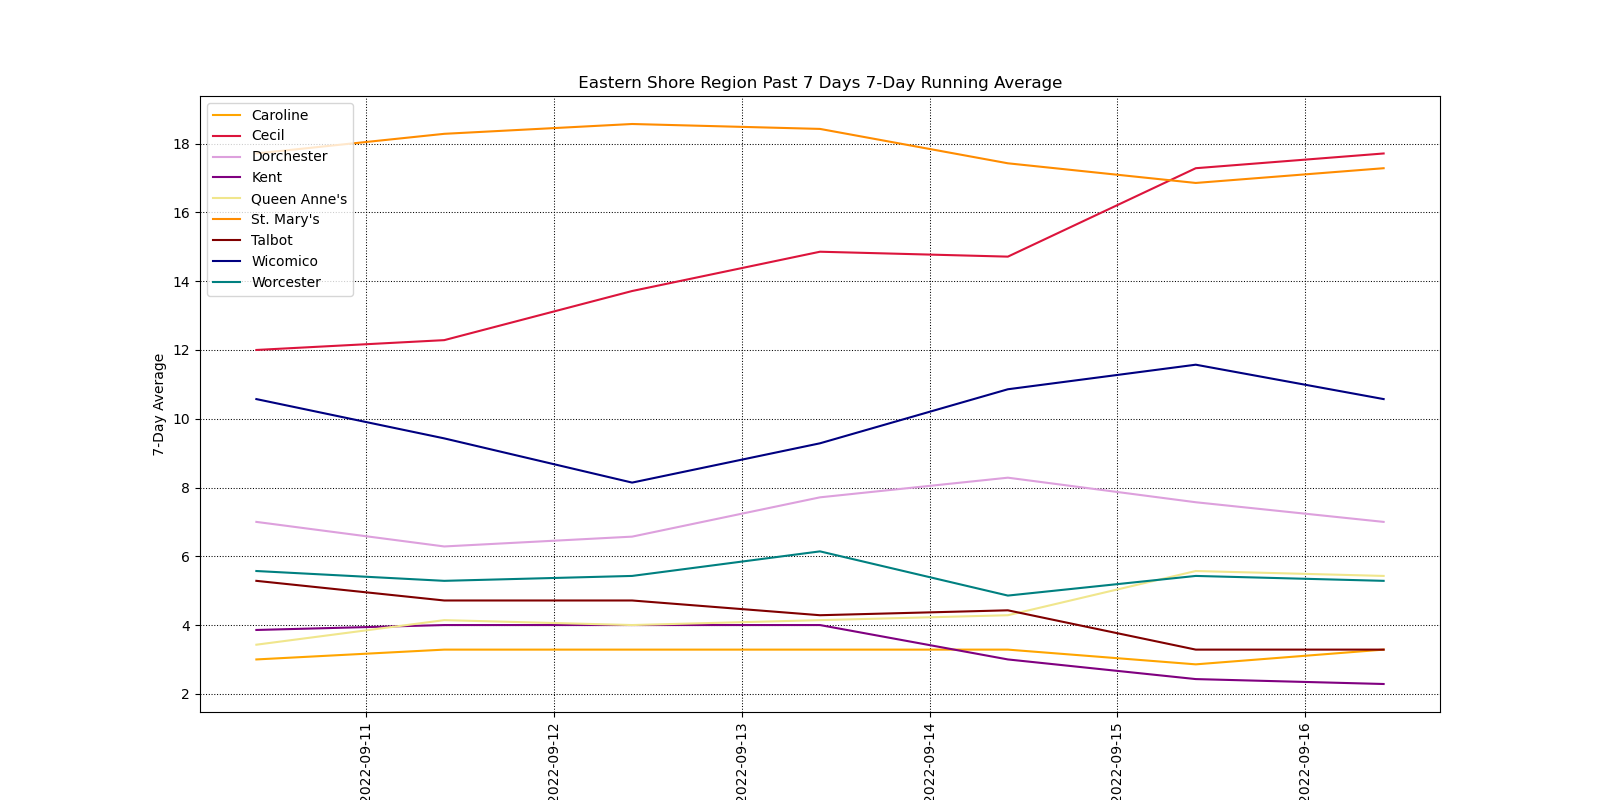 Eastern Shore Region Past 7 Days 7-Day Running Average
Caroline
Cecil
Dorchester
Kent
Queen Anne's
St. Mary's
Talbot
Wicomico
Worcester
18
16
14
12
10
8
6
4
2
7-Day Average
2022-09-11
2022-09-12
2022-09-13
2022-09-14
2022-09-15
2022-09-16